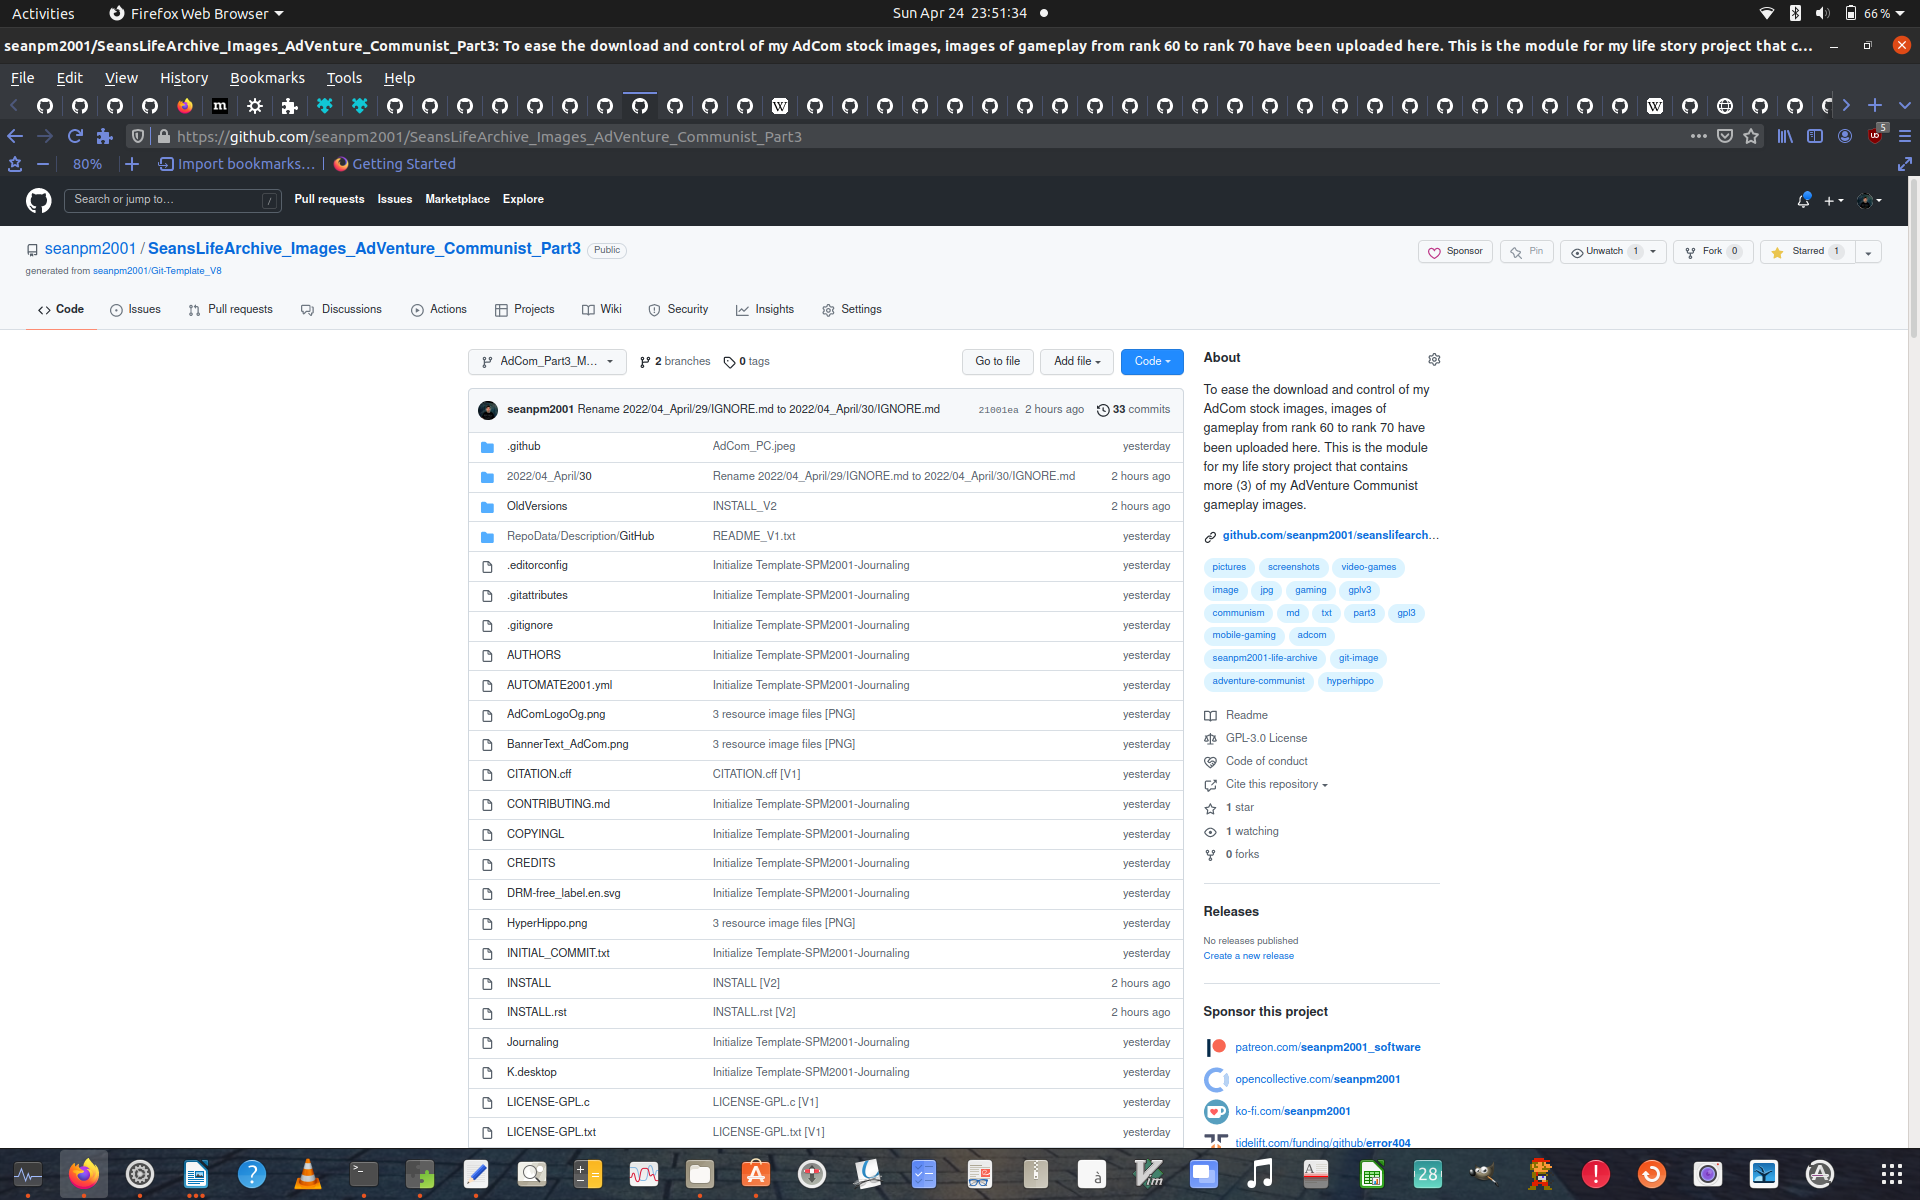 Activities Firefox Web Browser Sun Apr 24 23:51:34 66 %
seanpm2001/SeansLifeArchive_Images_AdVenture_Communist_Part3: To ease the download and control of my AdCom stock images, images of gameplay from rank 60 to rank 70 have been uploaded here. This is the module for my life story project that c…
File Edit View History Bookmarks Tools Help
https://github.com/seanpm2001/SeansLifeArchive_Images_AdVenture_Communist_Part3 5
80% Import bookmarks… Getting Started
Search or jump to… / Pull requests Issues Marketplace Explore
seanpm2001 / SeansLifeArchive_Images_AdVenture_Communist_Part3 Public Sponsor Pin Unwatch 1 Fork 0 Starred 1
generated from seanpm2001/Git-Template_V8
Code Issues Pull requests Discussions Actions Projects Wiki Security Insights Settings
AdCom_Part3_M… 2 branches 0 tags Go to file Add file Code
seanpm2001 Rename 2022/04_April/29/IGNORE.md to 2022/04_April/30/IGNORE.md 21001ea 2 hours ago 33 commits
.github AdCom_PC.jpeg yesterday
2022/04_April/30 Rename 2022/04_April/29/IGNORE.md to 2022/04_April/30/IGNORE.md 2 hours ago
OldVersions INSTALL_V2 2 hours ago
RepoData/Description/GitHub README_V1.txt yesterday
.editorconfig Initialize Template-SPM2001-Journaling yesterday
.gitattributes Initialize Template-SPM2001-Journaling yesterday
.gitignore Initialize Template-SPM2001-Journaling yesterday
AUTHORS Initialize Template-SPM2001-Journaling yesterday
AUTOMATE2001.yml Initialize Template-SPM2001-Journaling yesterday
AdComLogoOg.png 3 resource image files [PNG] yesterday
BannerText_AdCom.png 3 resource image files [PNG] yesterday
CITATION.cff CITATION.cff [V1] yesterday
CONTRIBUTING.md Initialize Template-SPM2001-Journaling yesterday
COPYINGL Initialize Template-SPM2001-Journaling yesterday
CREDITS Initialize Template-SPM2001-Journaling yesterday
DRM-free_label.en.svg Initialize Template-SPM2001-Journaling yesterday
HyperHippo.png 3 resource image files [PNG] yesterday
INITIAL_COMMIT.txt Initialize Template-SPM2001-Journaling yesterday
INSTALL INSTALL [V2] 2 hours ago
INSTALL.rst INSTALL.rst [V2] 2 hours ago
Journaling Initialize Template-SPM2001-Journaling yesterday
K.desktop Initialize Template-SPM2001-Journaling yesterday
LICENSE-GPL.c LICENSE-GPL.c [V1] yesterday
LICENSE-GPL.txt LICENSE-GPL.txt [V1] yesterday
About
To ease the download and control of my
AdCom stock images, images of
gameplay from rank 60 to rank 70 have
been uploaded here. This is the module
for my life story project that contains
more (3) of my AdVenture Communist
gameplay images.
github.com/seanpm2001/seanslifearch…
pictures screenshots video-games
image jpg gaming gplv3
communism md txt part3 gpl3
mobile-gaming adcom
seanpm2001-life-archive git-image
adventure-communist hyperhippo
Readme
GPL-3.0 License
Code of conduct
Cite this repository
1 star
1 watching
0 forks
Releases
No releases published
Create a new release
Sponsor this project
patreon.com/seanpm2001_software
opencollective.com/seanpm2001
ko-fi.com/seanpm2001
tidelift.com/funding/github/error404
28